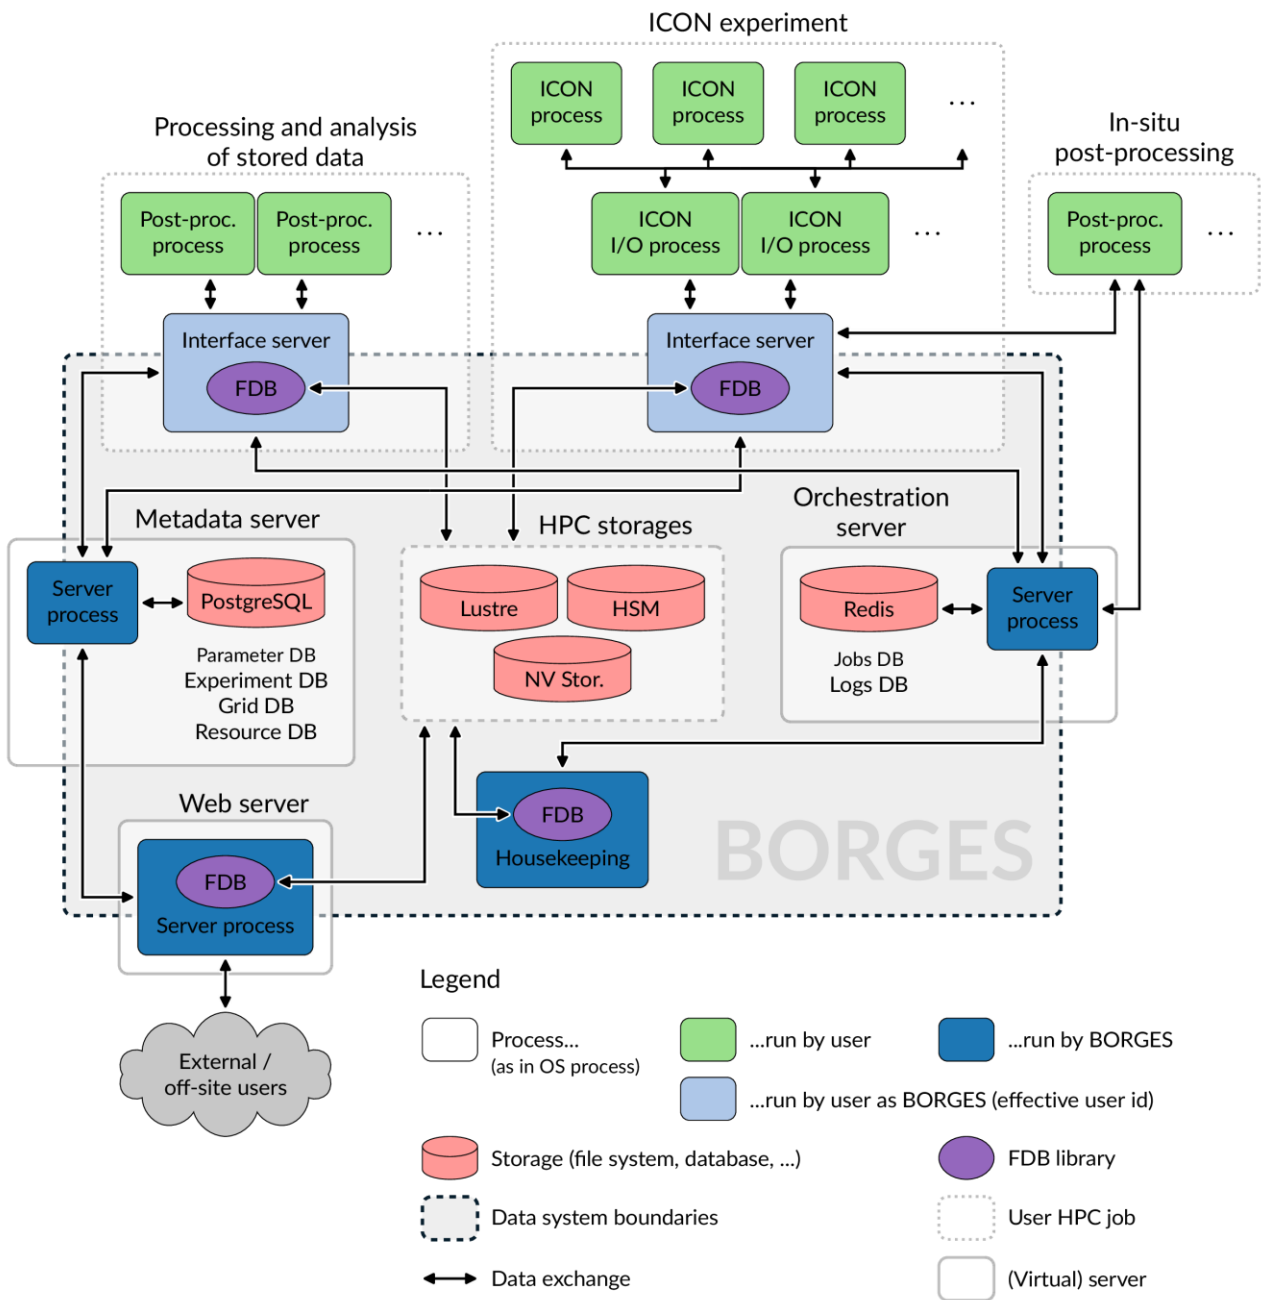 ICON experiment
ICON
process
ICON
process
ICON
process
...
Processing and analysis
of stored data
In-situ
post-processing
Post-proc.
process
Post-proc.
process
...
ICON
I/O process
ICON
I/O process
...
Post-proc.
process
...
Interface server
FDB
Interface server
FDB
Metadata server
HPC storages
Orchestration
server
Server
process
PostgreSQL
Parameter DB
Experiment DB
Grid DB
Resource DB
Lustre
HSM
NV Stor.
Redis
Jobs DB
Logs DB
Server
process
Web server
FDB
Server process
FDB
Housekeeping
BORGES
External /
off-site users
Legend
Process...
(as in OS process)
...run by user
...run by BORGES
...run by user as BORGES (effective user id)
Storage (file system, database, ...)
FDB library
Data system boundaries
User HPC job
Data exchange
(Virtual) server